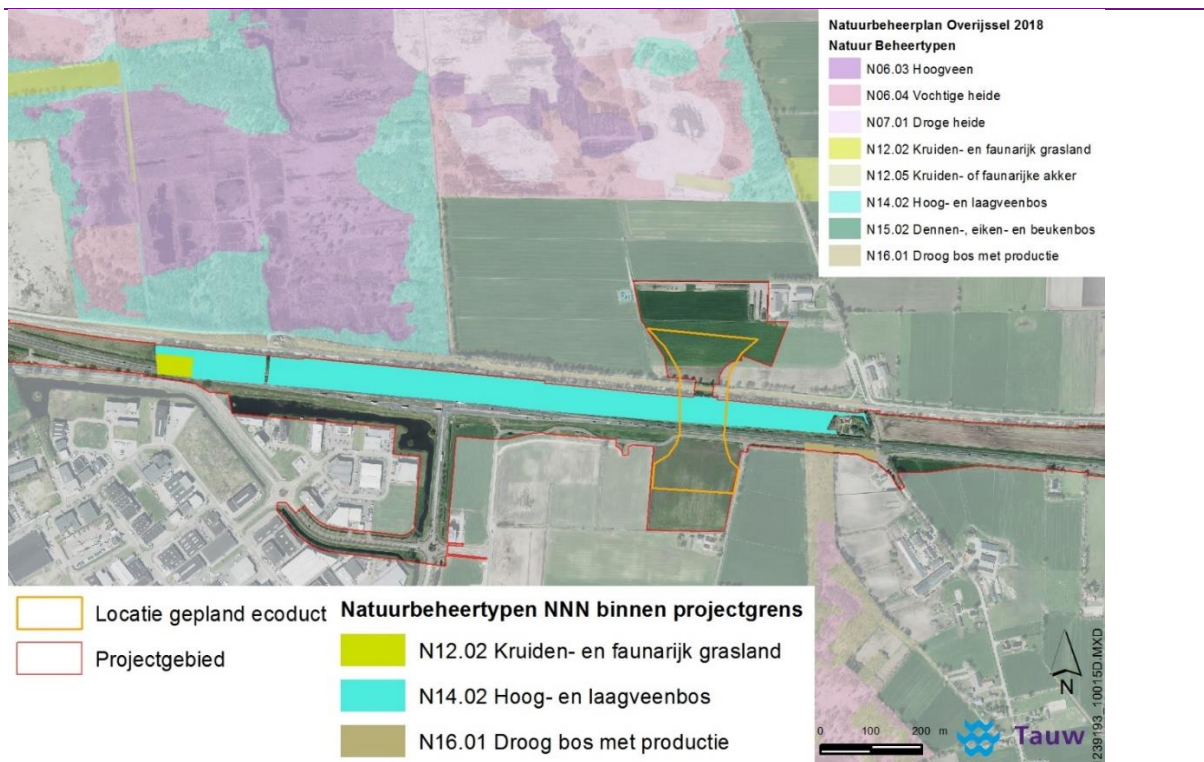 Natuurbeheerplan Overijssel 2018
Natuur Beheertypen
N06.03 Hoogveen
N06.04 Vochtige heide
N07.01 Droge heide
N12.02 Kruiden- en faunarijk grasland
N12.05 Kruiden- of faunarijke akker
N14.02 Hoog- en laagveenbos
N15.02 Dennen-, eiken- en beukenbos
N16.01 Droog bos met productie
Locatie gepland ecoduct
Projectgebied
Natuurbeheertypen NNN binnen projectgrens
N12.02 Kruiden- en faunarijk grasland
N14.02 Hoog- en laagveenbos
N16.01 Droog bos met productie
N
0 100 200 m
Tauw
239193_10015D.MXD